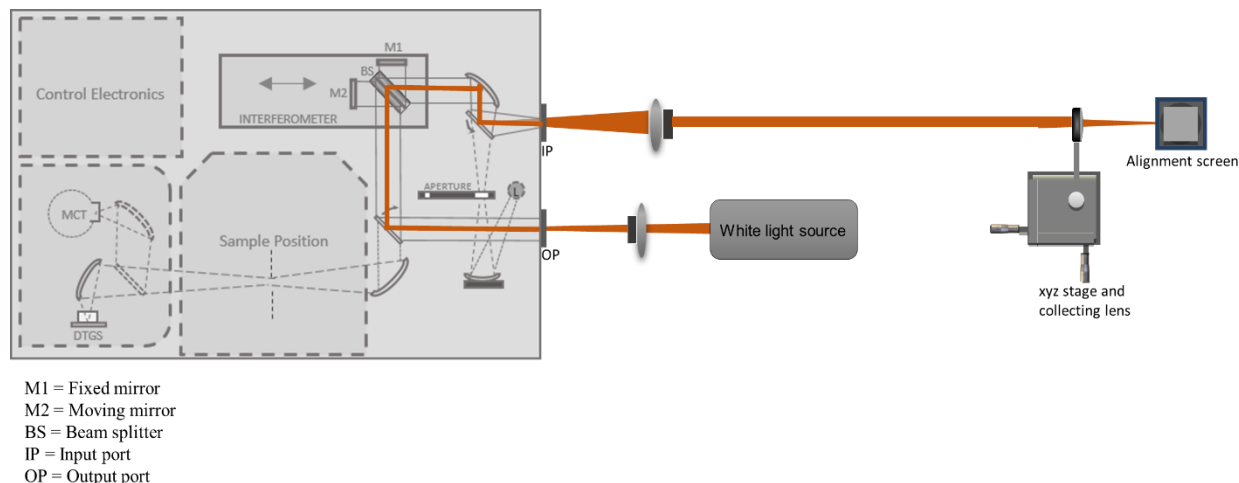 Control Electronics
M1
BS
M2
INTERFEROMETER
IP
Alignment screen
MCT
Sample Position
APERTURE
L
White light source
OP
DTGS
xyz stage and
collecting lens
M1 = Fixed mirror
M2 = Moving mirror
BS = Beam splitter
IP = Input port
OP = Output port